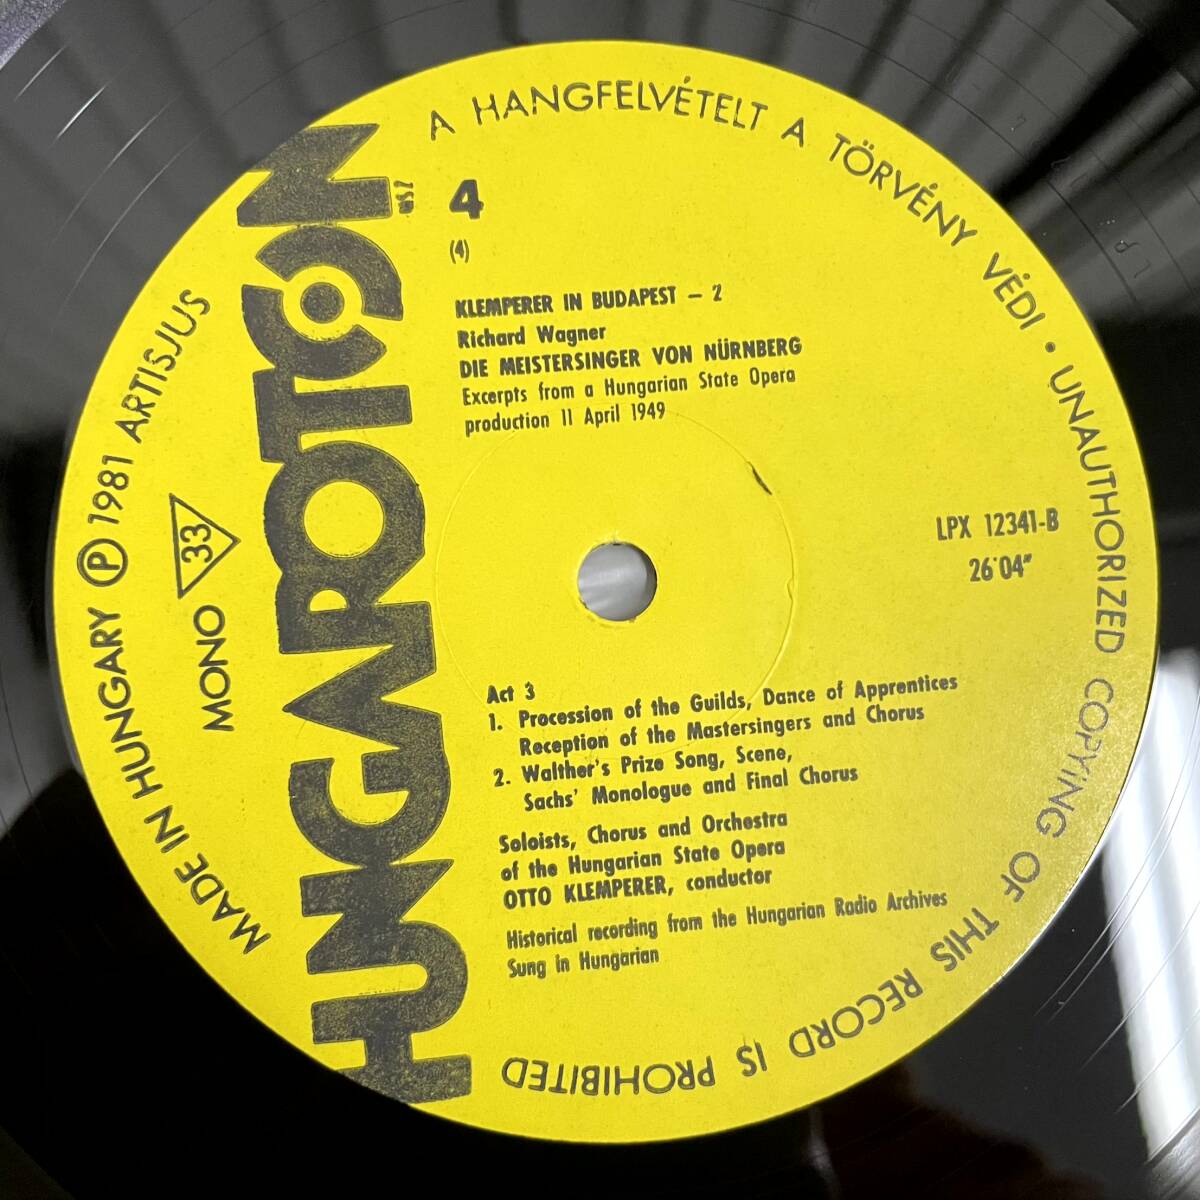 A HANGFELVÉTELT A TÖRVÉNY VÉDI • UNAUTHORIZED COPYING OF THIS RECORD IS PROHIBITED
MADE IN HUNGARY Ⓟ 1981 ARTISJUS
MONO 33
HUNGAROTON
4
(4)
KLEMPERER IN BUDAPEST – 2
Richard Wagner
DIE MEISTERSINGER VON NÜRNBERG
Excerpts from a Hungarian State Opera
production 11 April 1949
LPX 12341-B
26'04"
Act 3
1. Procession of the Guilds, Dance of Apprentices
Reception of the Mastersingers and Chorus
2. Walther's Prize Song, Scene,
Sachs' Monologue and Final Chorus
Soloists, Chorus and Orchestra
of the Hungarian State Opera
OTTO KLEMPERER, conductor
Historical recording from the Hungarian Radio Archives
Sung in Hungarian